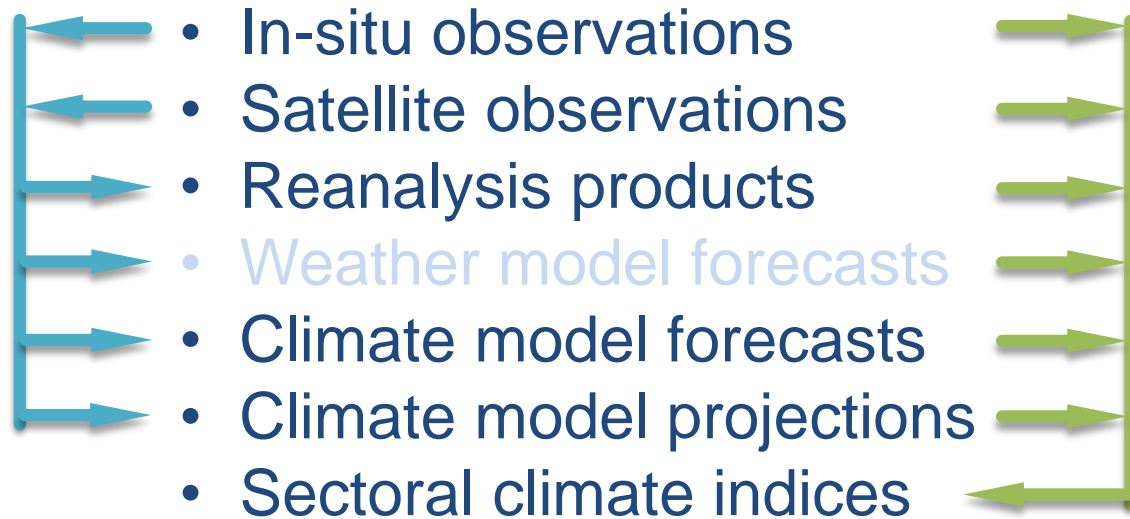 • In-situ observations
• Satellite observations
• Reanalysis products
• Weather model forecasts
• Climate model forecasts
• Climate model projections
• Sectoral climate indices